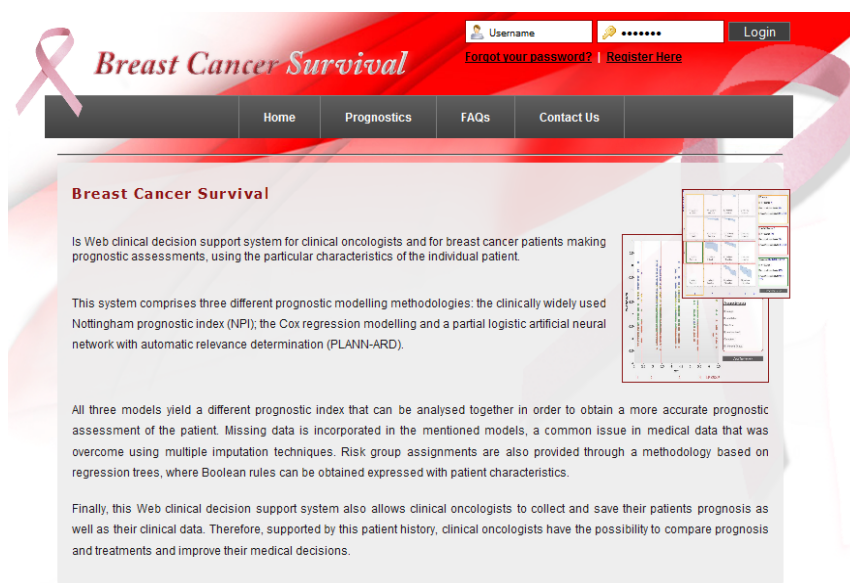 Username
•••••••
Login
Breast Cancer Survival
Forgot your password? | Register Here
Home Prognostics FAQs Contact Us
Breast Cancer Survival
Is Web clinical decision support system for clinical oncologists and for breast cancer patients making
prognostic assessments, using the particular characteristics of the individual patient.
This system comprises three different prognostic modelling methodologies: the clinically widely used
Nottingham prognostic index (NPI); the Cox regression modelling and a partial logistic artificial neural
network with automatic relevance determination (PLANN-ARD).
All three models yield a different prognostic index that can be analysed together in order to obtain a more accurate prognostic
assessment of the patient. Missing data is incorporated in the mentioned models, a common issue in medical data that was
overcome using multiple imputation techniques. Risk group assignments are also provided through a methodology based on
regression trees, where Boolean rules can be obtained expressed with patient characteristics.
Finally, this Web clinical decision support system also allows clinical oncologists to collect and save their patients prognosis as
well as their clinical data. Therefore, supported by this patient history, clinical oncologists have the possibility to compare prognosis
and treatments and improve their medical decisions.